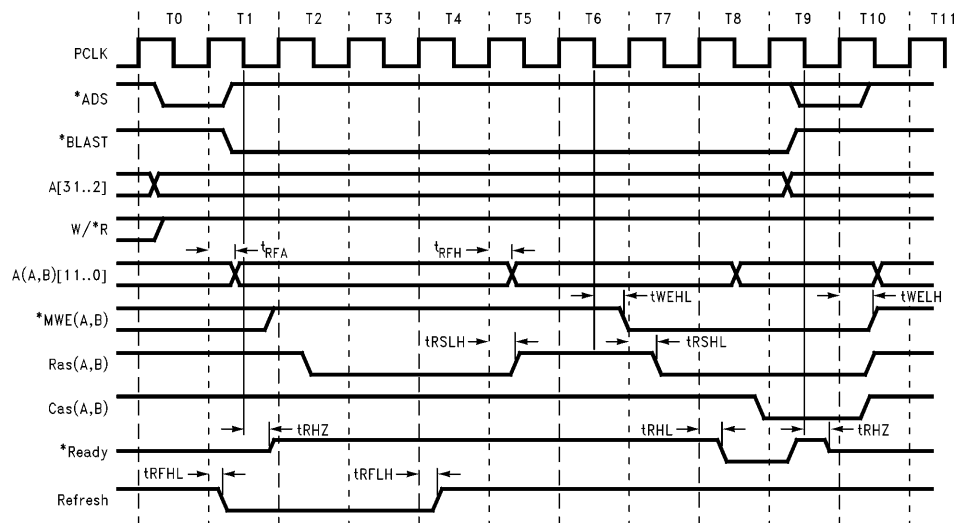 T0 T1 T2 T3 T4 T5 T6 T7 T8 T9 T10 T11
PCLK
*ADS
*BLAST
A[31..2]
W/*R
tRFA tRFH
A(A,B)[11..0]
tWEHL tWELH
*MWE(A,B)
tRSLH tRSHL
Ras(A,B)
Cas(A,B)
tRHZ tRHL tRHZ
*Ready
tRFHL tRFLH
Refresh